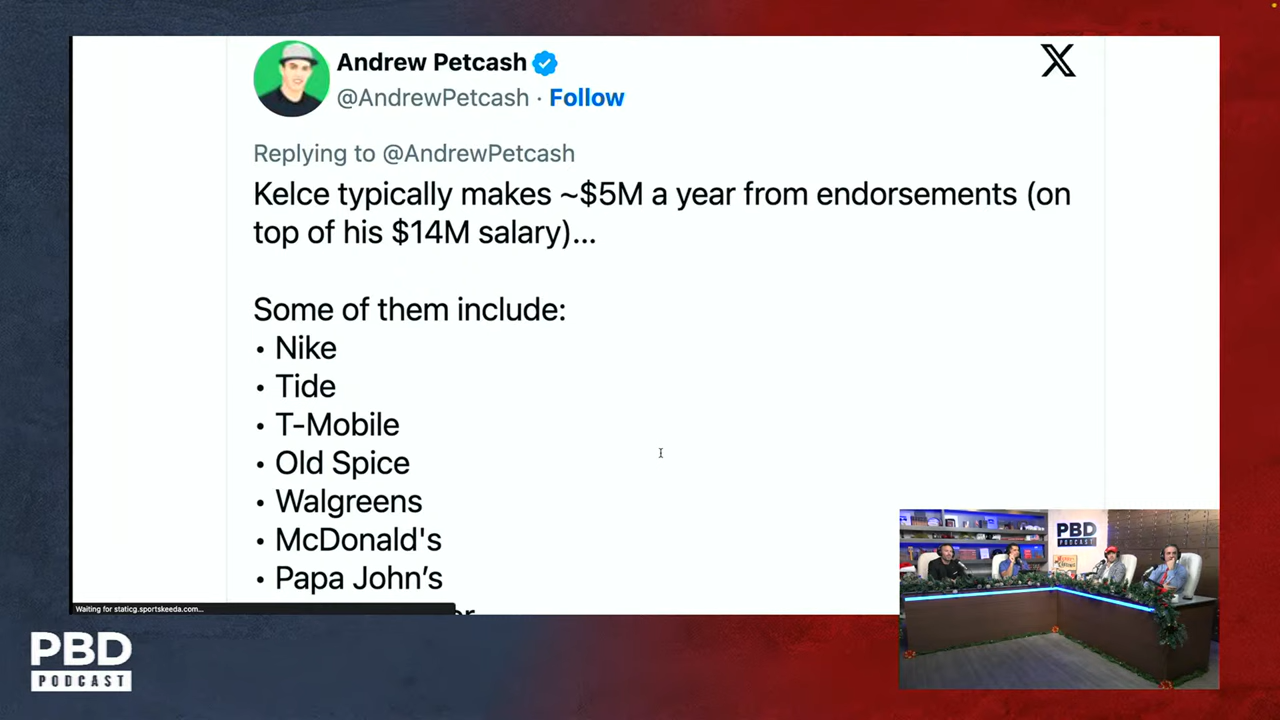 Andrew Petcash
@AndrewPetcash · Follow
Replying to @AndrewPetcash
Kelce typically makes ~$5M a year from endorsements (on
top of his $14M salary)...
Some of them include:
• Nike
• Tide
• T-Mobile
• Old Spice
• Walgreens
• McDonald's
• Papa John’s
Waiting for staticg.sportskeeda.com...
PBD
PODCAST
PBD
PODCAST